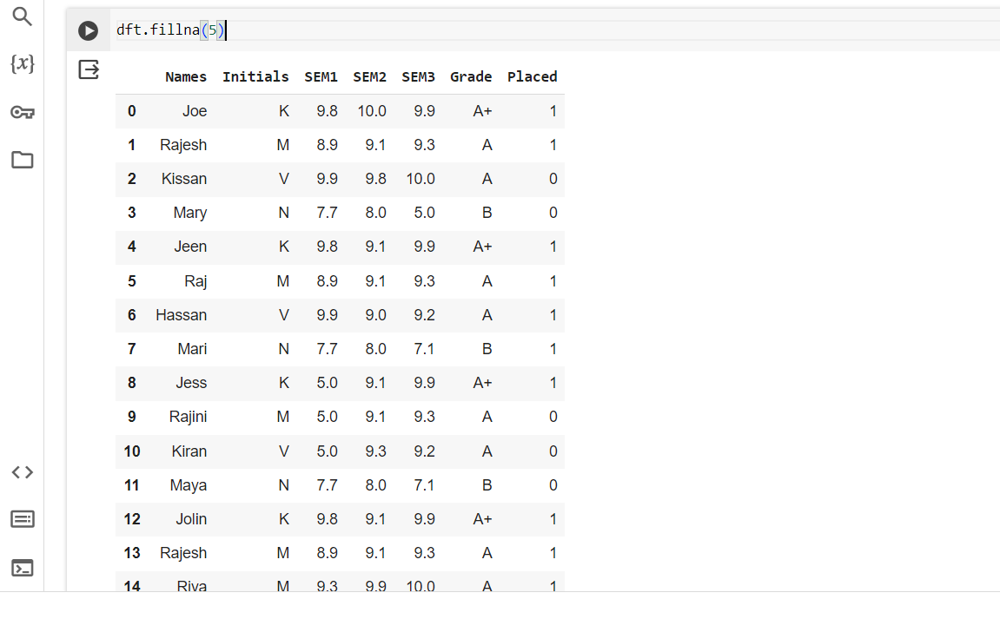 dft.fillna(5)
{x}
Names Initials SEM1 SEM2 SEM3 Grade Placed
0 Joe K 9.8 10.0 9.9 A+ 1
1 Rajesh M 8.9 9.1 9.3 A 1
2 Kissan V 9.9 9.8 10.0 A 0
3 Mary N 7.7 8.0 5.0 B 0
4 Jeen K 9.8 9.1 9.9 A+ 1
5 Raj M 8.9 9.1 9.3 A 1
6 Hassan V 9.9 9.0 9.2 A 1
7 Mari N 7.7 8.0 7.1 B 1
8 Jess K 5.0 9.1 9.9 A+ 1
9 Rajini M 5.0 9.1 9.3 A 0
10 Kiran V 5.0 9.3 9.2 A 0
11 Maya N 7.7 8.0 7.1 B 0
12 Jolin K 9.8 9.1 9.9 A+ 1
13 Rajesh M 8.9 9.1 9.3 A 1
14 Riya M 9.3 9.9 10.0 A 1